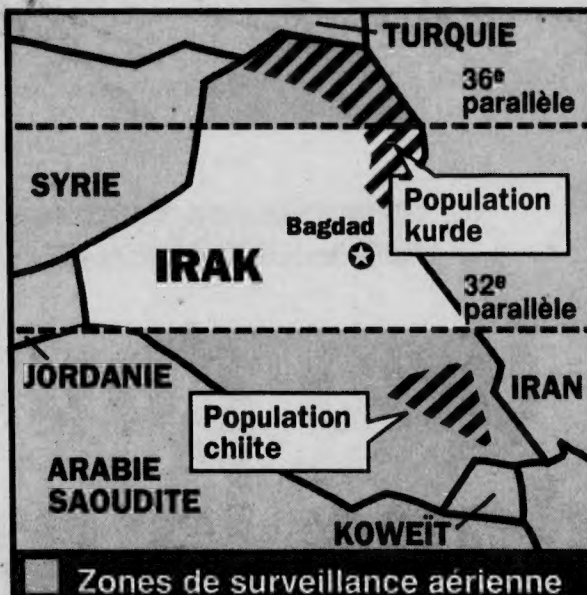 TURQUIE
36e
parallèle
SYRIE
Population
kurde
Bagdad
IRAK
32e
parallèle
JORDANIE
IRAN
Population
chiite
ARABIE
SAOUDITE
KOWEÏT
Zones de surveillance aérienne